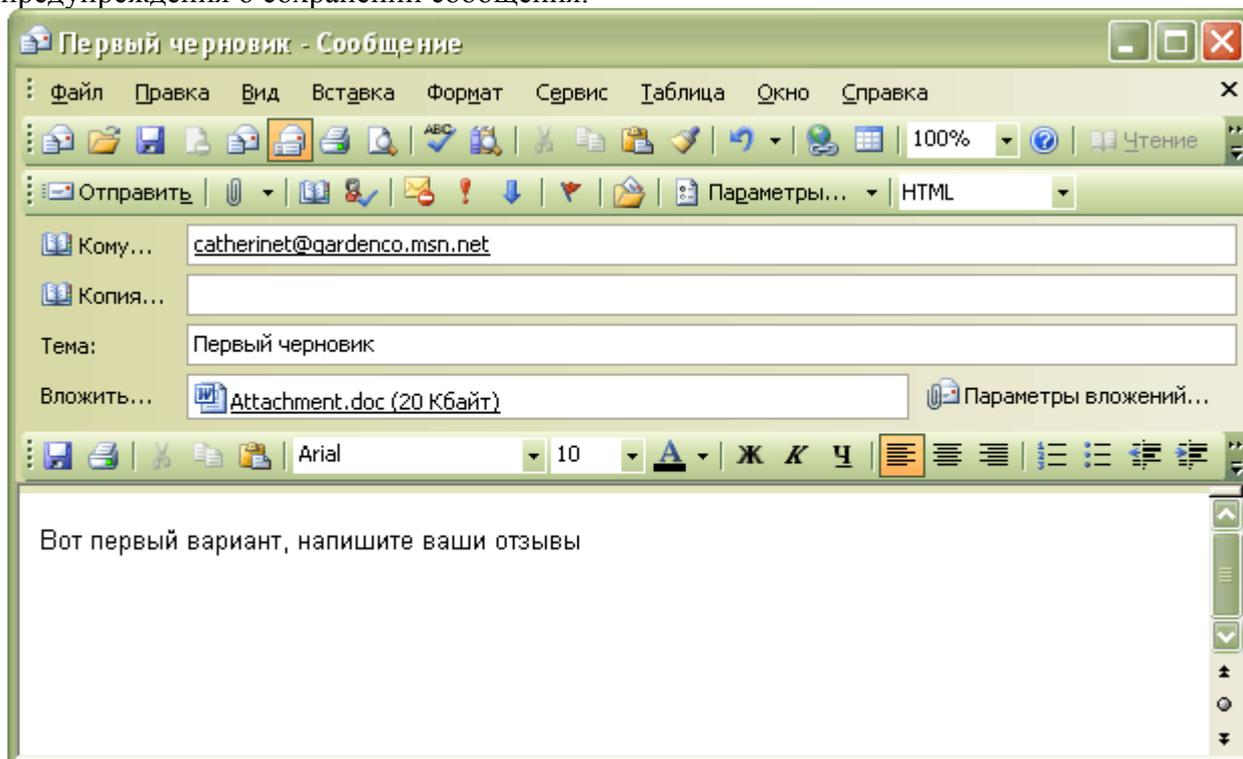 предупреждения о сохранении сообщения.
Первый черновик - Сообщение
Файл Правка Вид Вставка Формат Сервис Таблица Окно Справка
ABC 100% Чтение
Отправить Параметры... HTML
Кому... catherinet@gardenco.msn.net
Копия...
Тема: Первый черновик
Вложить... Attachment.doc (20 Кбайт) Параметры вложений...
Arial 10 A Ж К Ч
Вот первый вариант, напишите ваши отзывы